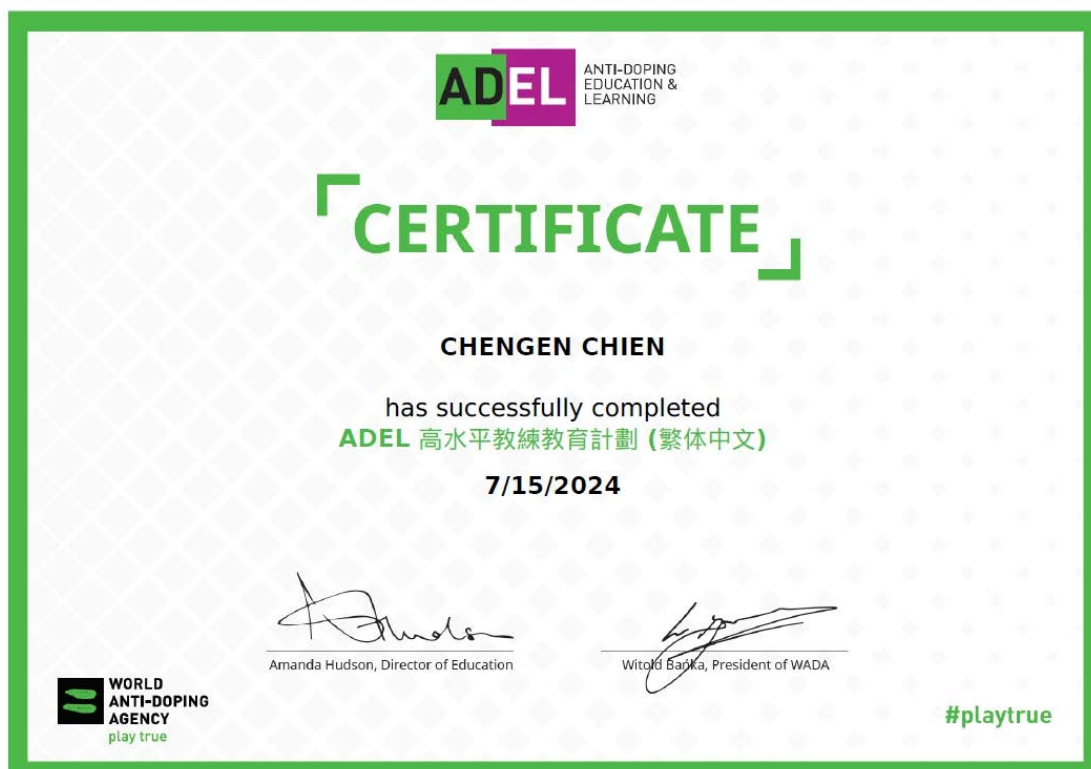 ADEL
ANTI-DOPING
EDUCATION &
LEARNING
CERTIFICATE
CHENGEN CHIEN
has successfully completed
ADEL 高水平教練教育計劃 (繁体中文)
7/15/2024
Amanda Hudson, Director of Education
Witold Bańka, President of WADA
WORLD
ANTI-DOPING
AGENCY
play true
#playtrue